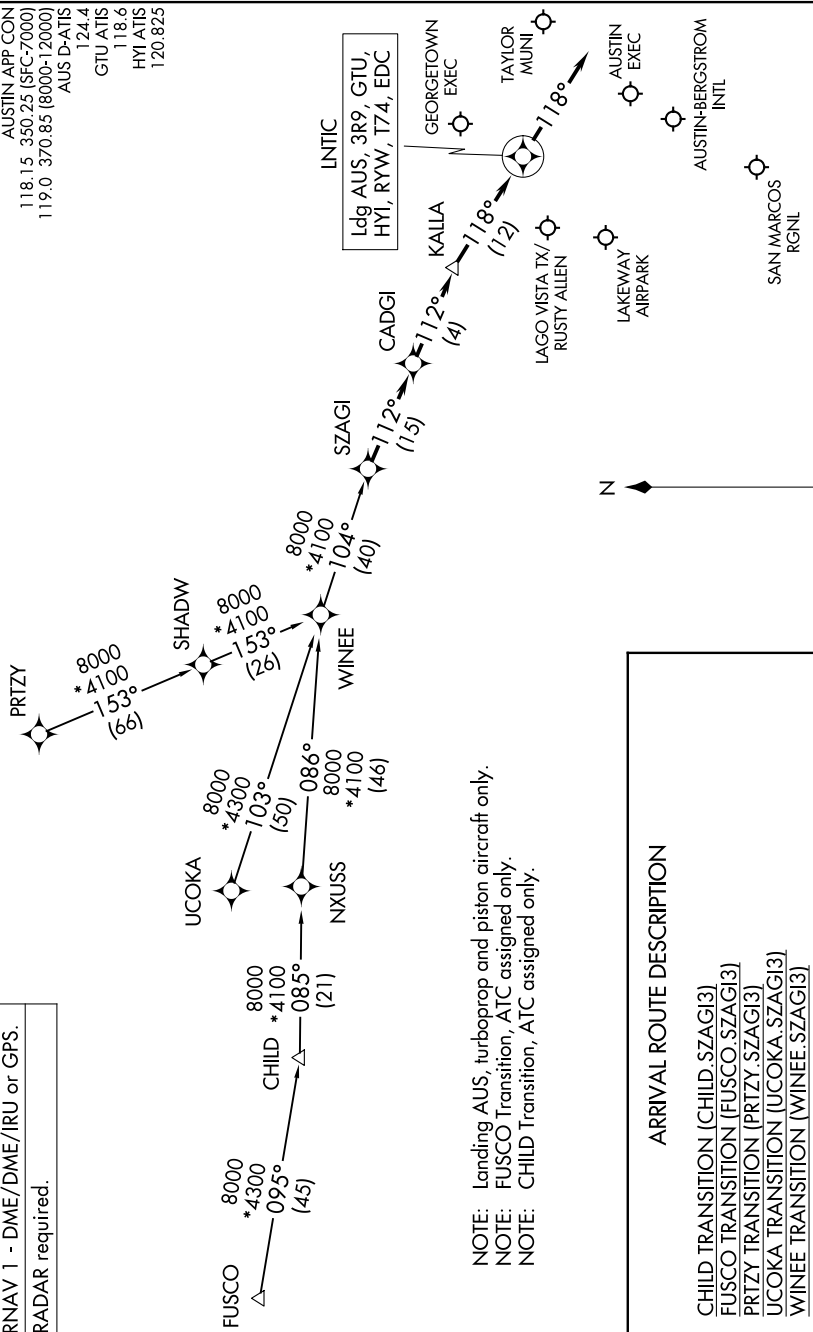 RNAV 1 - DME/DME/IRU or GPS.
RADAR required.
AUSTIN APP CON
118.15 350.25 (SFC-7000)
119.0 370.85 (8000-12000)
AUS D-ATIS
124.4
GTU ATIS
118.6
HYI ATIS
120.825
PRTZY
8000
*4100
153°
(66)
SHADW
8000
*4100
153°
(26)
UCOKA
8000
*4300
103°
(50)
FUSCO
8000
*4300
095°
(45)
CHILD
8000
*4100
085°
(21)
NXUSS
086°
8000
*4100
(46)
WINEE
8000
*4100
104°
(40)
SZAGI
112°
(15)
CADGI
112°
(4)
KALLA
118°
(12)
LNTIC
Ldg AUS, 3R9, GTU,
HYI, RYW, T74, EDC
118°
GEORGETOWN
EXEC
TAYLOR
MUNI
AUSTIN
EXEC
AUSTIN-BERGSTROM
INTL
LAGO VISTA TX/
RUSTY ALLEN
LAKEWAY
AIRPARK
SAN MARCOS
RGNL
N
NOTE: Landing AUS, turboprop and piston aircraft only.
NOTE: FUSCO Transition, ATC assigned only.
NOTE: CHILD Transition, ATC assigned only.
ARRIVAL ROUTE DESCRIPTION
CHILD TRANSITION (CHILD.SZAGI3)
FUSCO TRANSITION (FUSCO.SZAGI3)
PRTZY TRANSITION (PRTZY.SZAGI3)
UCOKA TRANSITION (UCOKA.SZAGI3)
WINEE TRANSITION (WINEE.SZAGI3)